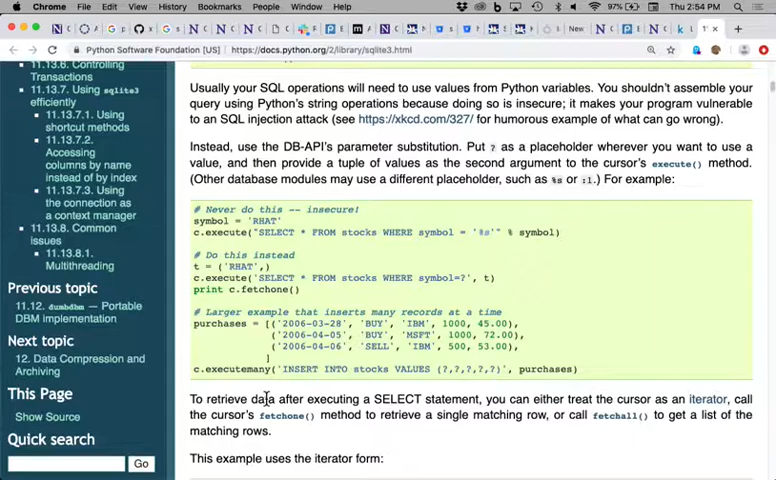 Chrome File Edit View History Bookmarks People Window Help
97% Thu 2:54 PM
New
Python Software Foundation [US] https://docs.python.org/2/library/sqlite3.html
11.13.6. Controlling
Transactions
11.13.7. Using sqlite3
efficiently
11.13.7.1. Using
shortcut methods
11.13.7.2.
Accessing
columns by name
instead of by index
11.13.7.3. Using
the connection as
a context manager
11.13.8. Common
issues
11.13.8.1.
Multithreading
Previous topic
11.12. dumbdbm — Portable
DBM implementation
Next topic
12. Data Compression and
Archiving
This Page
Show Source
Quick search
Go
Usually your SQL operations will need to use values from Python variables. You shouldn't assemble your
query using Python's string operations because doing so is insecure; it makes your program vulnerable
to an SQL injection attack (see https://xkcd.com/327/ for humorous example of what can go wrong).
Instead, use the DB-API's parameter substitution. Put ? as a placeholder wherever you want to use a
value, and then provide a tuple of values as the second argument to the cursor's execute() method.
(Other database modules may use a different placeholder, such as %s or :1.) For example:
# Never do this -- insecure!
symbol = 'RHAT'
c.execute("SELECT * FROM stocks WHERE symbol = '%s'" % symbol)
# Do this instead
t = ('RHAT',)
c.execute('SELECT * FROM stocks WHERE symbol=?', t)
print c.fetchone()
# Larger example that inserts many records at a time
purchases = [('2006-03-28', 'BUY', 'IBM', 1000, 45.00),
('2006-04-05', 'BUY', 'MSFT', 1000, 72.00),
('2006-04-06', 'SELL', 'IBM', 500, 53.00),
]
c.executemany('INSERT INTO stocks VALUES (?,?,?,?,?)', purchases)
To retrieve data after executing a SELECT statement, you can either treat the cursor as an iterator, call
the cursor's fetchone() method to retrieve a single matching row, or call fetchall() to get a list of the
matching rows.
This example uses the iterator form: